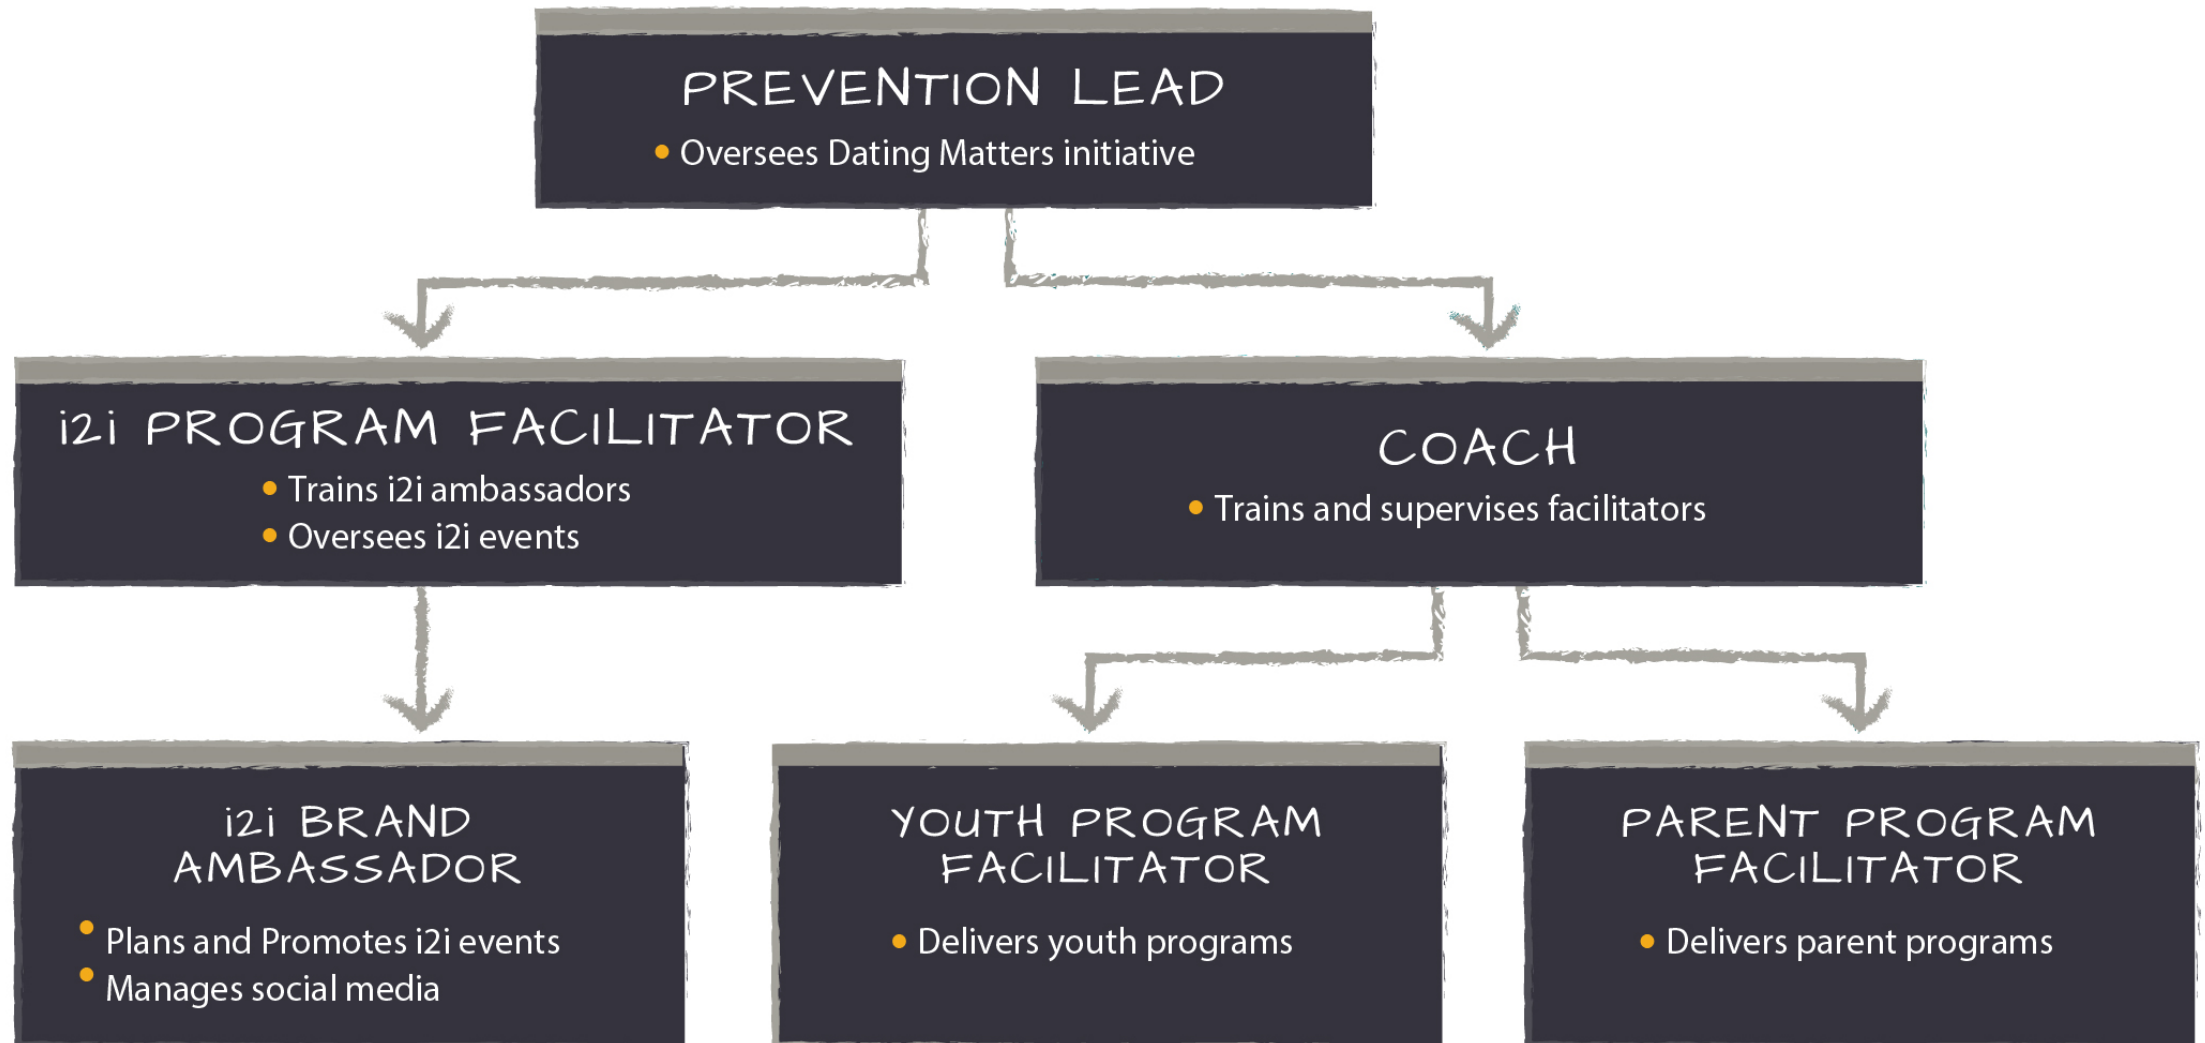 PREVENTION LEAD
• Oversees Dating Matters initiative
i2i PROGRAM FACILITATOR
• Trains i2i ambassadors
• Oversees i2i events
COACH
• Trains and supervises facilitators
i2i BRAND
AMBASSADOR
• Plans and Promotes i2i events
• Manages social media
YOUTH PROGRAM
FACILITATOR
• Delivers youth programs
PARENT PROGRAM
FACILITATOR
• Delivers parent programs